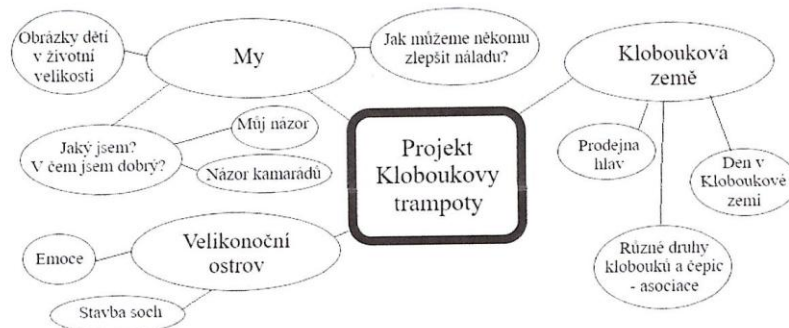 Obrázky dětí
v životní
velikosti
My
Jak můžeme někomu
zlepšit náladu?
Klobouková
země
Jaký jsem?
V čem jsem dobrý?
Můj názor
Názor kamarádů
Projekt
Kloboukovy
trampoty
Prodejna
hlav
Den v
Kloboukové
zemi
Velikonoční
ostrov
Emoce
Stavba soch
Různé druhy
klobouků a čepic
- asociace